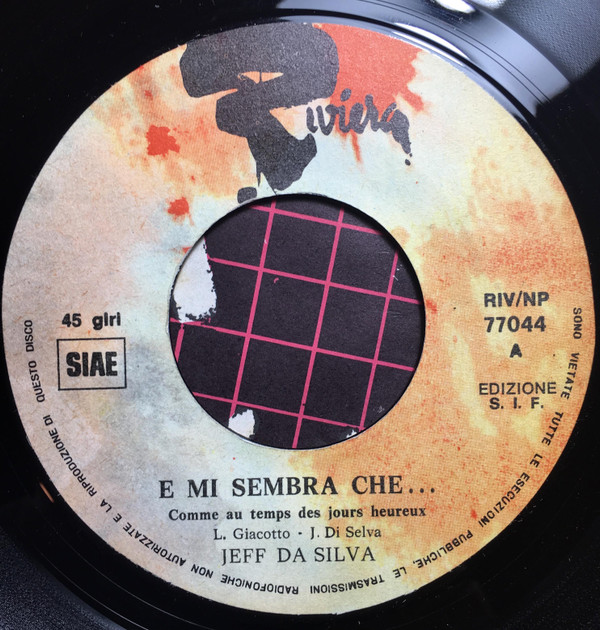 Riviera
45 giri
SIAE
RIV/NP
77044
A
EDIZIONE
S. I. F.
E MI SEMBRA CHE...
Comme au temps des jours heureux
L. Giacotto - J. Di Selva
JEFF DA SILVA
SONO VIETATE TUTTE LE ESECUZIONI PUBBLICHE, LE TRASMISSIONI RADIOFONICHE NON AUTORIZZATE E LA RIPRODUZIONE DI QUESTO DISCO